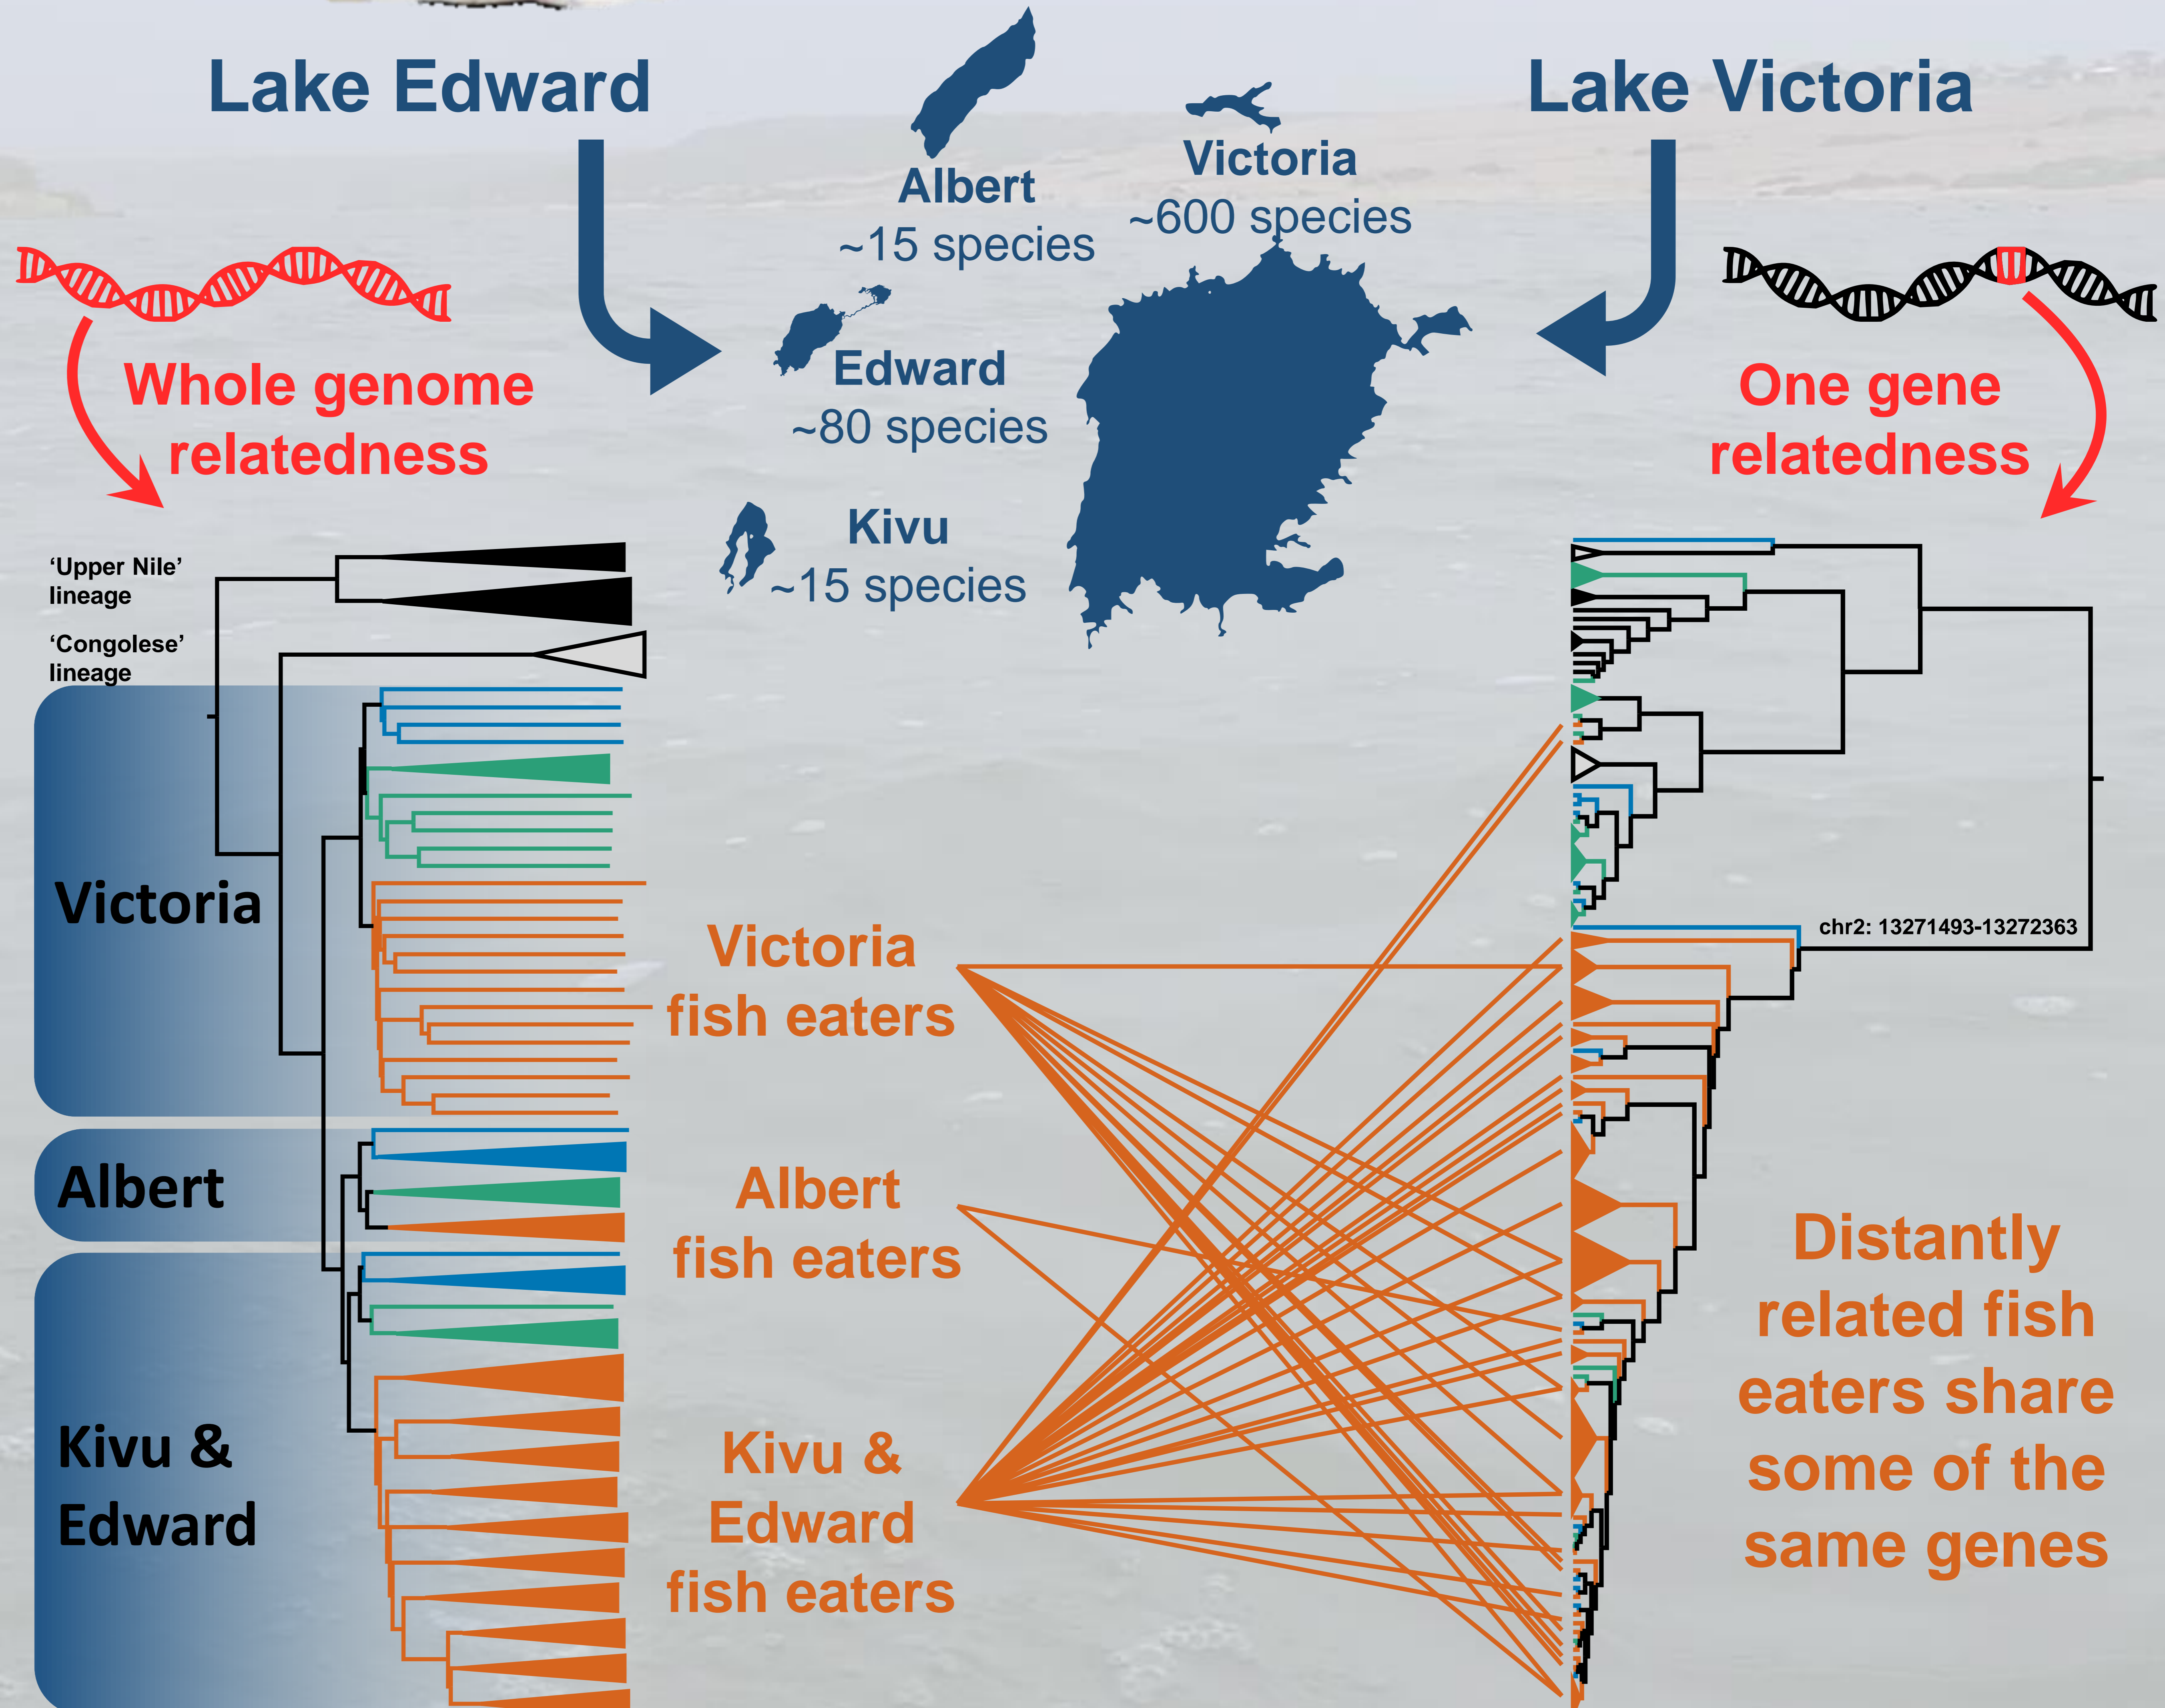 Lake Edward
Lake Victoria
Albert
~15 species
Victoria
~600 species
Edward
~80 species
Kivu
~15 species
Whole genome
relatedness
One gene
relatedness
‘Upper Nile’
lineage
‘Congolese’
lineage
Victoria
Albert
Kivu &
Edward
Victoria
fish eaters
Albert
fish eaters
Kivu &
Edward
fish eaters
chr2: 13271493-13272363
Distantly
related fish
eaters share
some of the
same genes